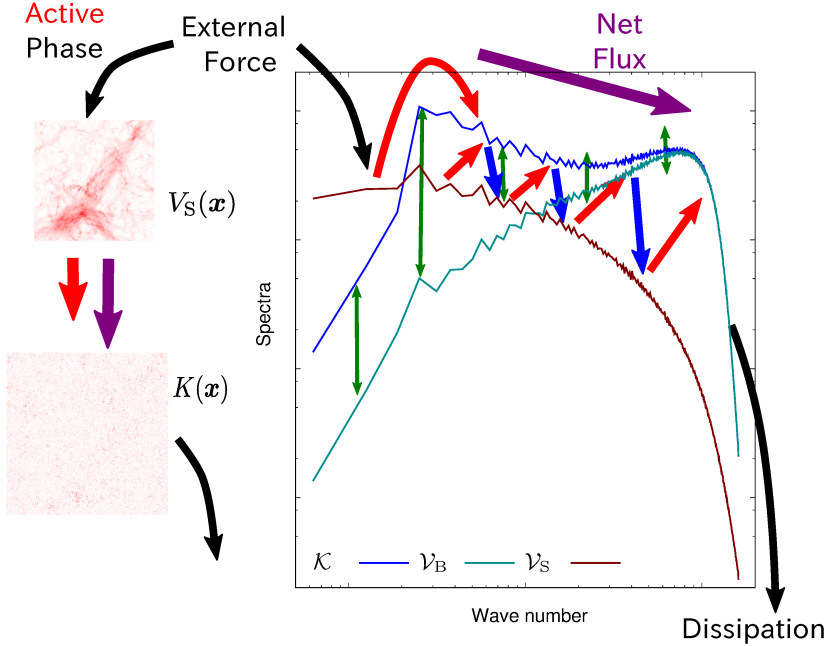 Active
Phase
External
Force
Net
Flux
V_S(x)
K(x)
Spectra
𝒦
𝒱_B
𝒱_S
Wave number
Dissipation